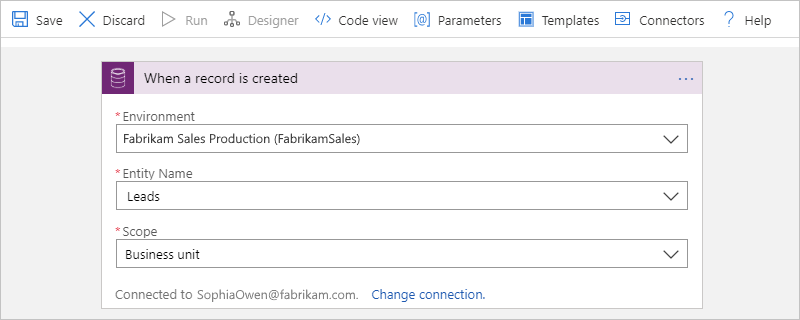 Save Discard Run Designer Code view Parameters Templates Connectors Help
When a record is created
* Environment
Fabrikam Sales Production (FabrikamSales)
* Entity Name
Leads
* Scope
Business unit
Connected to SophiaOwen@fabrikam.com. Change connection.